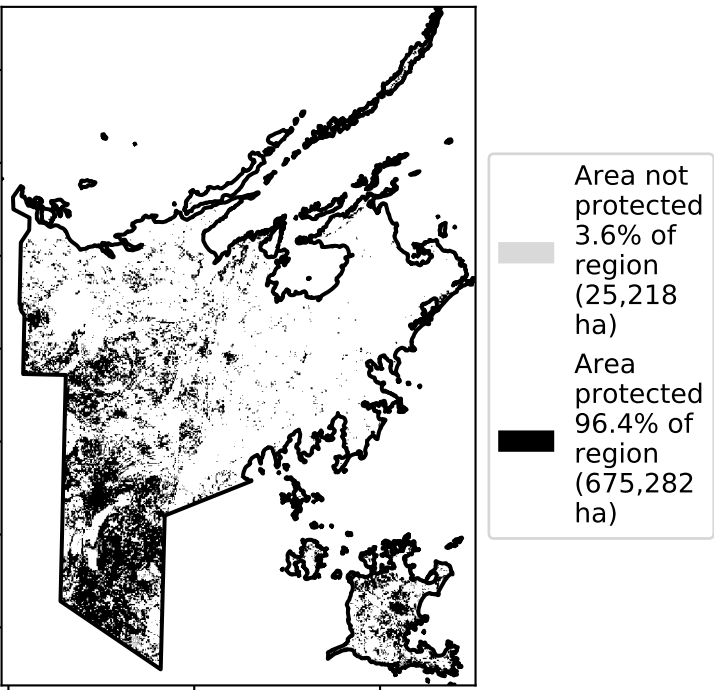 Area not
protected
3.6% of
region
(25,218
ha)
Area
protected
96.4% of
region
(675,282
ha)